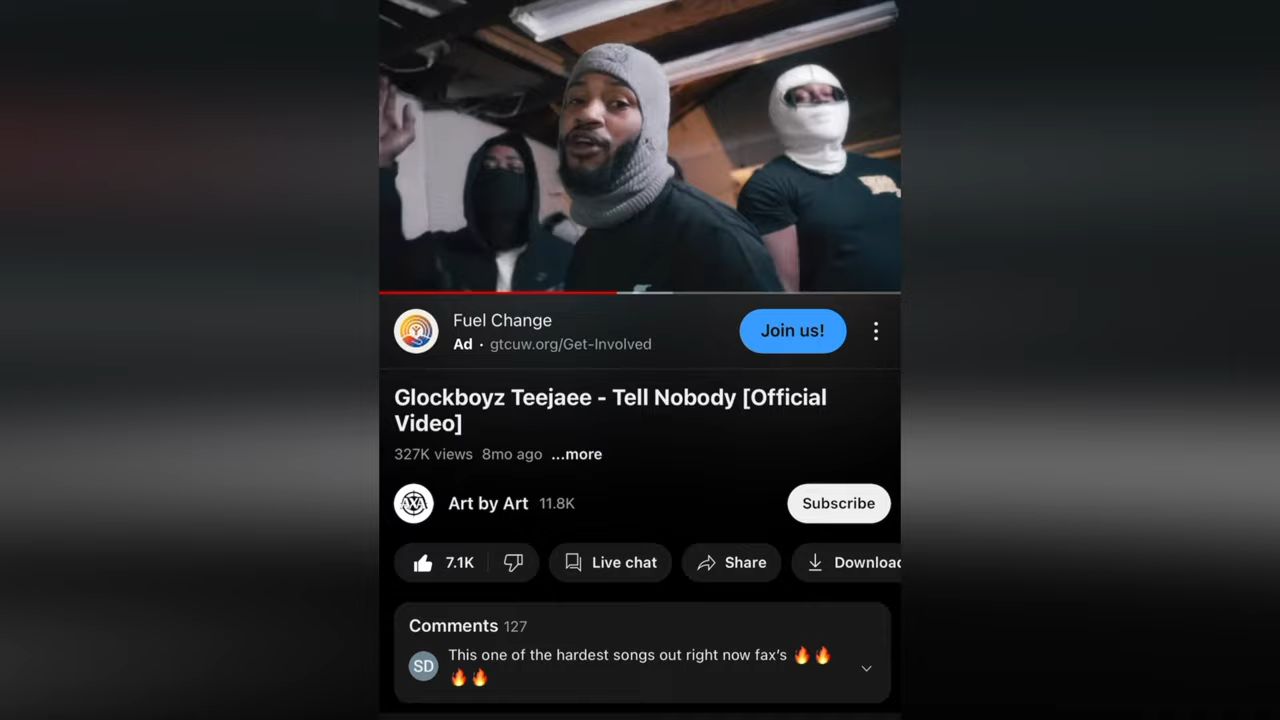 Fuel Change
Join us!
Ad · gtcuw.org/Get-Involved
Glockboyz Teejaee - Tell Nobody [Official
Video]
327K views 8mo ago ...more
AXA
Art by Art 11.8K
Subscribe
7.1K
Live chat
Share
Downloac
Comments 127
SD
This one of the hardest songs out right now fax's 🔥🔥
🔥🔥